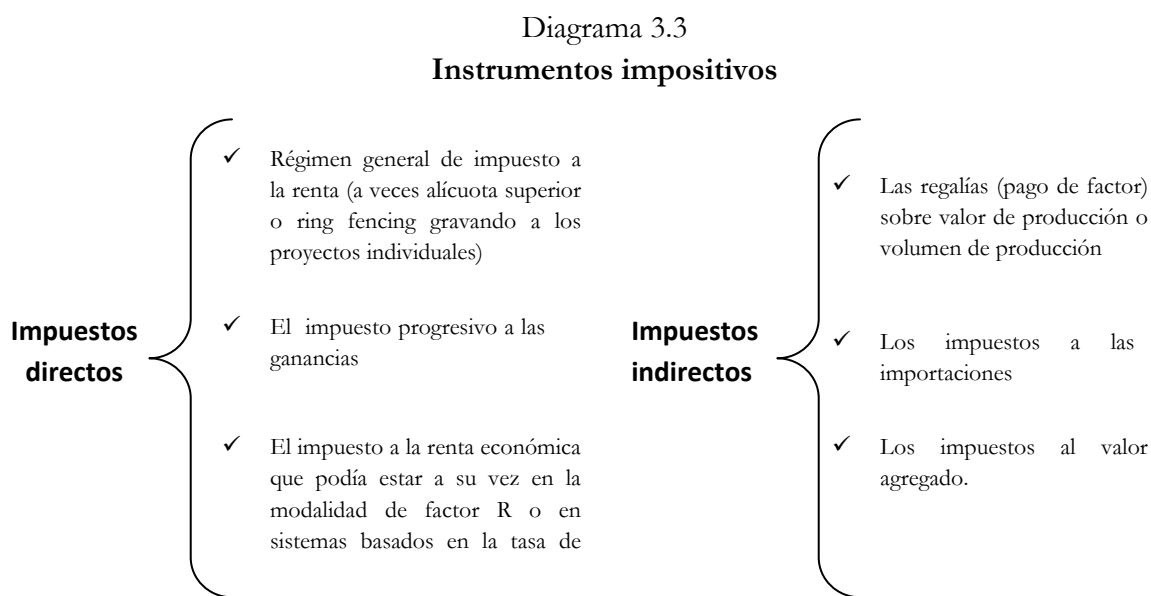 Diagrama 3.3
Instrumentos impositivos
Impuestos
directos
✓ Régimen general de impuesto a
la renta (a veces alícuota superior
o ring fencing gravando a los
proyectos individuales)
✓ El impuesto progresivo a las
ganancias
✓ El impuesto a la renta económica
que podía estar a su vez en la
modalidad de factor R o en
sistemas basados en la tasa de
Impuestos
indirectos
✓ Las regalías (pago de factor)
sobre valor de producción o
volumen de producción
✓ Los impuestos a las
importaciones
✓ Los impuestos al valor
agregado.